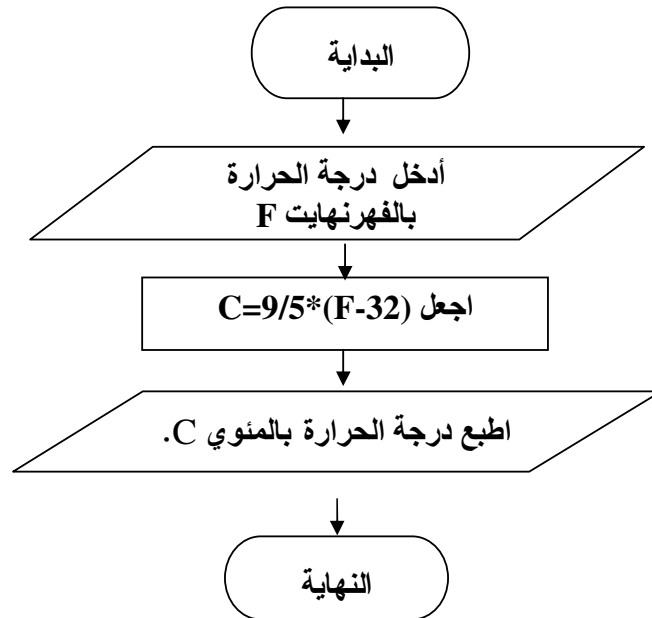 البداية
أدخل درجة الحرارة
بالفهرنهايت F
اجعل C=9/5*(F-32)
اطبع درجة الحرارة بالمئوي C.
النهاية